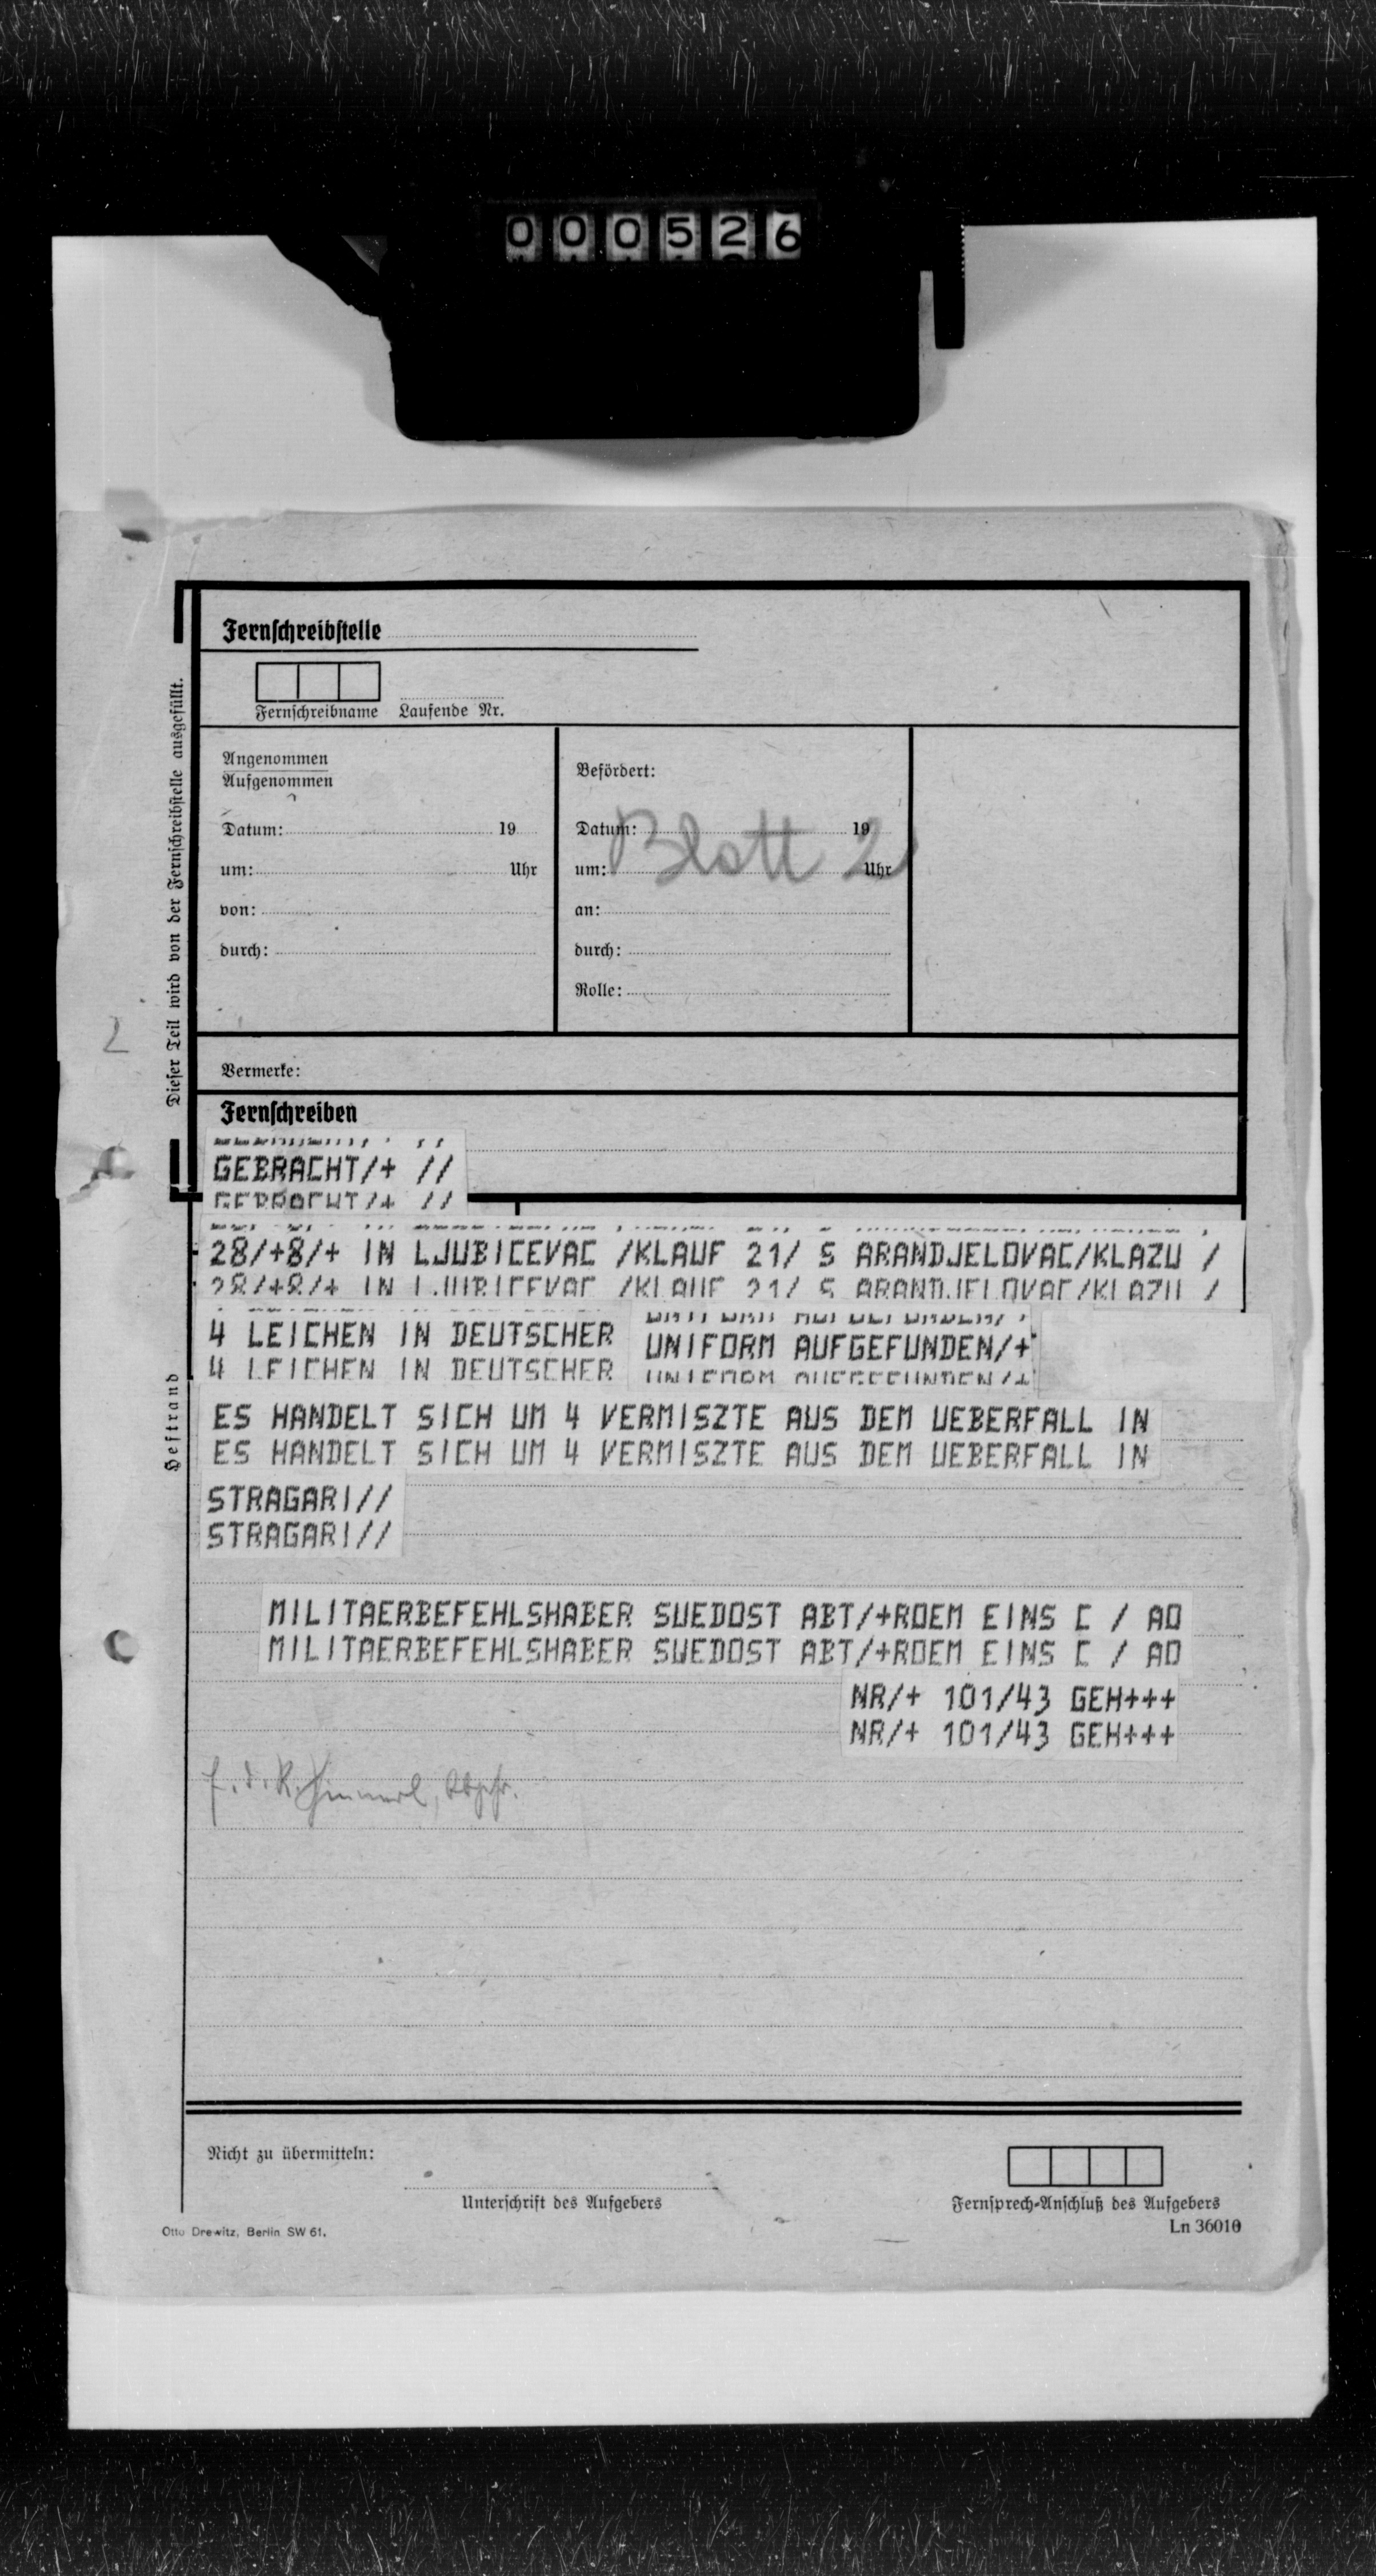 000526
Fernschreibstelle
Fernschreibname Laufende Nr.
Angenommen
Aufgenommen
Datum: 19
um: Uhr
von:
durch:
Befördert:
Datum: 19
um: Uhr
an:
durch:
Rolle:
Blatt 2
Dieser Teil wird von der Fernschreibstelle ausgefüllt.
2
Vermerke:
Fernschreiben
GEBRACHT/+ //
GEBRACHT/+ //
28/+8/+ IN LJUBICEVAC /KLAUF 21/ S ARANDJELOVAC/KLAZU /
28/+8/+ IN LJUBICEVAC /KLAUF 21/ S ARANDJELOVAC/KLAZU /
4 LEICHEN IN DEUTSCHER UNIFORM AUFGEFUNDEN/+
4 LEICHEN IN DEUTSCHER UNIFORM AUFGEFUNDEN/+
Heftrand
ES HANDELT SICH UM 4 VERMISZTE AUS DEM UEBERFALL IN
ES HANDELT SICH UM 4 VERMISZTE AUS DEM UEBERFALL IN
STRAGARI//
STRAGARI//
MILITAERBEFEHLSHABER SUEDOST ABT/+ROEM EINS C / AO
MILITAERBEFEHLSHABER SUEDOST ABT/+ROEM EINS C / AO
NR/+ 101/43 GEH+++
NR/+ 101/43 GEH+++
f. d. R.
Nicht zu übermitteln:
Unterschrift des Aufgebers
Fernsprech-Anschluß des Aufgebers
Otto Drewitz, Berlin SW 61.
Ln 36010